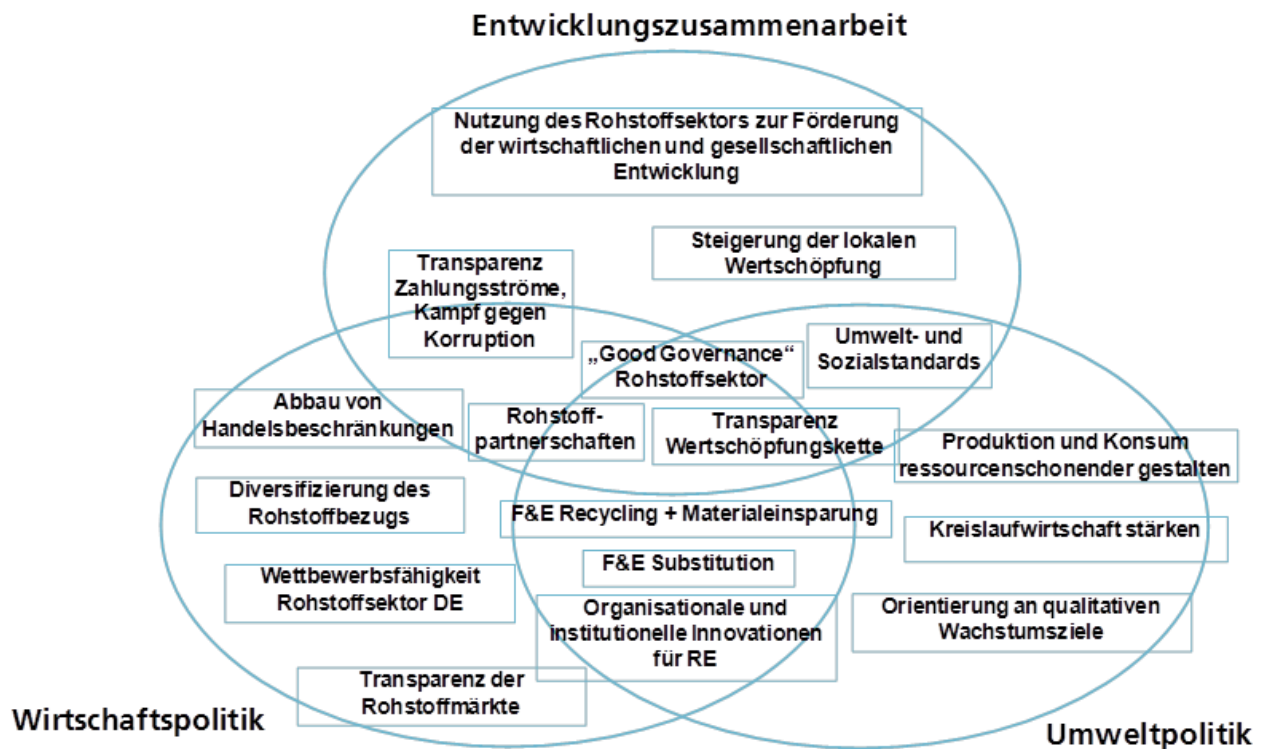 Entwicklungszusammenarbeit
Nutzung des Rohstoffsektors zur Förderung
der wirtschaftlichen und gesellschaftlichen
Entwicklung
Steigerung der lokalen
Wertschöpfung
Transparenz
Zahlungsströme,
Kampf gegen
Korruption
„Good Governance“
Rohstoffsektor
Umwelt- und
Sozialstandards
Abbau von
Handelsbeschränkungen
Rohstoff-
partnerschaften
Transparenz
Wertschöpfungskette
Produktion und Konsum
ressourcenschonender gestalten
Diversifizierung des
Rohstoffbezugs
F&E Recycling + Materialeinsparung
Kreislaufwirtschaft stärken
F&E Substitution
Wettbewerbsfähigkeit
Rohstoffsektor DE
Organisationale und
institutionelle Innovationen
für RE
Orientierung an qualitativen
Wachstumsziele
Transparenz der
Rohstoffmärkte
Wirtschaftspolitik
Umweltpolitik